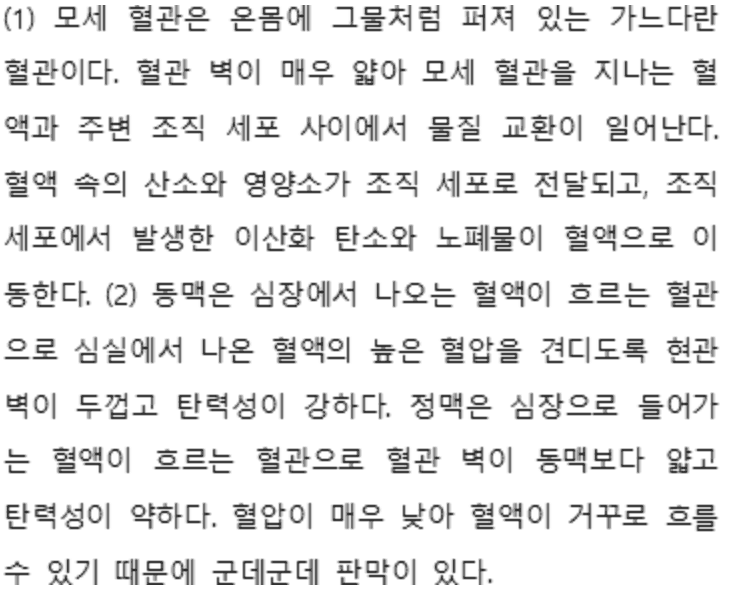 (1) 모세 혈관은 온몸에 그물처럼 퍼져 있는 가느다란
혈관이다. 혈관 벽이 매우 얇아 모세 혈관을 지나는 혈
액과 주변 조직 세포 사이에서 물질 교환이 일어난다.
혈액 속의 산소와 영양소가 조직 세포로 전달되고, 조직
세포에서 발생한 이산화 탄소와 노폐물이 혈액으로 이
동한다. (2) 동맥은 심장에서 나오는 혈액이 흐르는 혈관
으로 심실에서 나온 혈액의 높은 혈압을 견디도록 현관
벽이 두껍고 탄력성이 강하다. 정맥은 심장으로 들어가
는 혈액이 흐르는 혈관으로 혈관 벽이 동맥보다 얇고
탄력성이 약하다. 혈압이 매우 낮아 혈액이 거꾸로 흐를
수 있기 때문에 군데군데 판막이 있다.